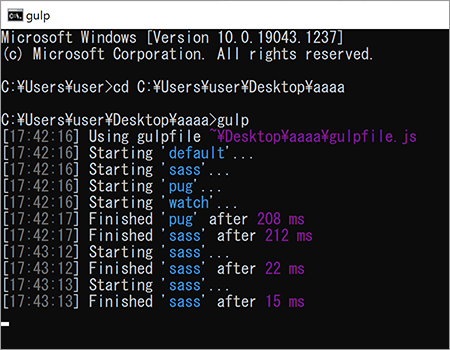 gulp
Microsoft Windows [Version 10.0.19043.1237]
(c) Microsoft Corporation. All rights reserved.
C:¥Users¥user>cd C:¥Users¥user¥Desktop¥aaaa
C:¥Users¥user¥Desktop¥aaaa>gulp
[17:42:16] Using gulpfile ~¥Desktop¥aaaa¥gulpfile.js
[17:42:16] Starting 'default'...
[17:42:16] Starting 'sass'...
[17:42:16] Starting 'pug'...
[17:42:16] Starting 'watch'...
[17:42:17] Finished 'pug' after 208 ms
[17:42:17] Finished 'sass' after 212 ms
[17:43:12] Starting 'sass'...
[17:43:12] Finished 'sass' after 22 ms
[17:43:13] Starting 'sass'...
[17:43:13] Finished 'sass' after 15 ms